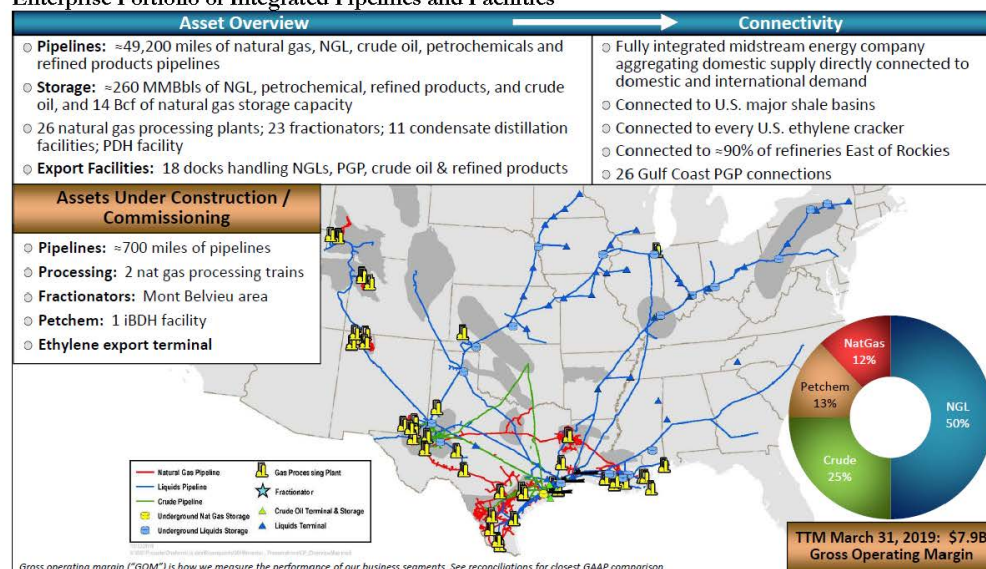 Enterprise Portfolio of Integrated Pipelines and Facilities
Asset Overview
Connectivity
Pipelines: ≈49,200 miles of natural gas, NGL, crude oil, petrochemicals and
refined products pipelines
Storage: ≈260 MMBbls of NGL, petrochemical, refined products, and crude
oil, and 14 Bcf of natural gas storage capacity
26 natural gas processing plants; 23 fractionators; 11 condensate distillation
facilities; PDH facility
Export Facilities: 18 docks handling NGLs, PGP, crude oil & refined products
Fully integrated midstream energy company
aggregating domestic supply directly connected to
domestic and international demand
Connected to U.S. major shale basins
Connected to every U.S. ethylene cracker
Connected to ≈90% of refineries East of Rockies
26 Gulf Coast PGP connections
Assets Under Construction /
Commissioning
Pipelines: ≈700 miles of pipelines
Processing: 2 nat gas processing trains
Fractionators: Mont Belvieu area
Petchem: 1 iBDH facility
Ethylene export terminal
NatGas
12%
Petchem
13%
NGL
50%
Crude
25%
Natural Gas Pipeline
Liquids Pipeline
Crude Pipeline
Underground Nat Gas Storage
Underground Liquids Storage
Gas Processing Plant
Fractionator
Crude Oil Terminal & Storage
Liquids Terminal
TTM March 31, 2019: $7.9B
Gross Operating Margin
Gross operating margin ("GOM") is how we measure the performance of our business segments. See reconciliations for closest GAAP comparison